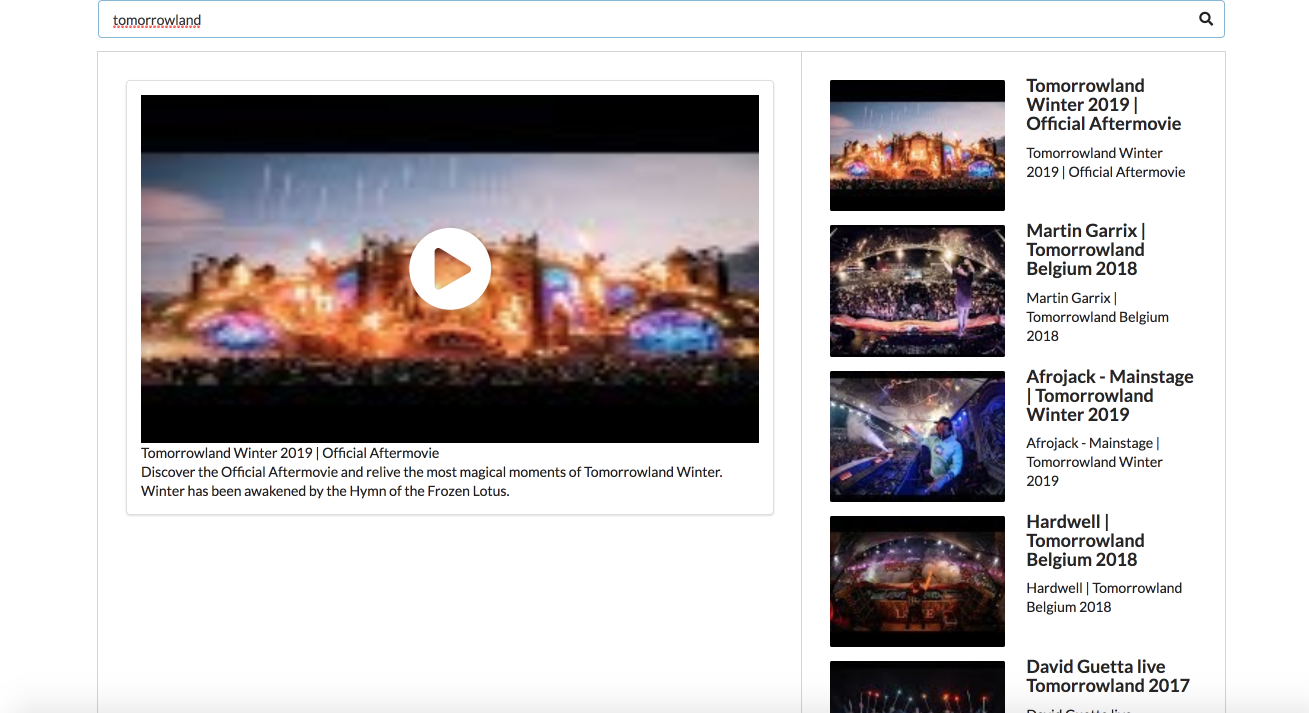 tomorrowland
Tomorrowland Winter 2019 | Official Aftermovie
Discover the Official Aftermovie and relive the most magical moments of Tomorrowland Winter.
Winter has been awakened by the Hymn of the Frozen Lotus.
Tomorrowland
Winter 2019 |
Official Aftermovie
Tomorrowland Winter
2019 | Official Aftermovie
Martin Garrix |
Tomorrowland
Belgium 2018
Martin Garrix |
Tomorrowland Belgium
2018
Afrojack - Mainstage
| Tomorrowland
Winter 2019
Afrojack - Mainstage |
Tomorrowland Winter
2019
Hardwell |
Tomorrowland
Belgium 2018
Hardwell | Tomorrowland
Belgium 2018
David Guetta live
Tomorrowland 2017
David Guetta live